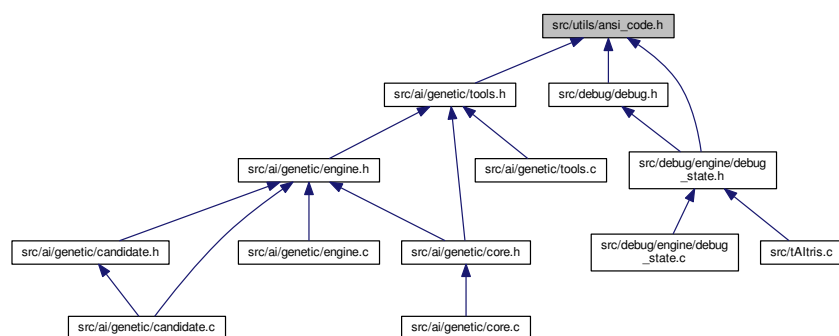 src/utils/ansi_code.h
src/ai/genetic/tools.h
src/debug/debug.h
src/ai/genetic/engine.h
src/ai/genetic/tools.c
src/debug/engine/debug
_state.h
src/ai/genetic/candidate.h
src/ai/genetic/engine.c
src/ai/genetic/core.h
src/debug/engine/debug
_state.c
src/tAItris.c
src/ai/genetic/candidate.c
src/ai/genetic/core.c